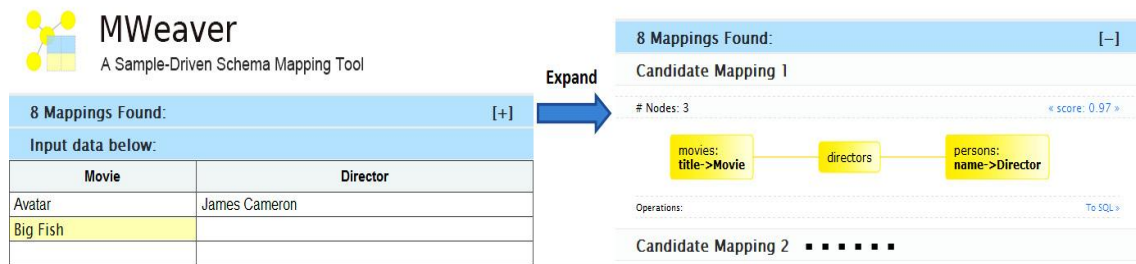 MWeaver
A Sample-Driven Schema Mapping Tool
8 Mappings Found: [+]
Input data below:
Movie Director
Avatar James Cameron
Big Fish
Expand
8 Mappings Found: [−]
Candidate Mapping 1
# Nodes: 3 « score: 0.97 »
movies:
title->Movie
directors
persons:
name->Director
Operations: To SQL »
Candidate Mapping 2 ▪ ▪ ▪ ▪ ▪ ▪